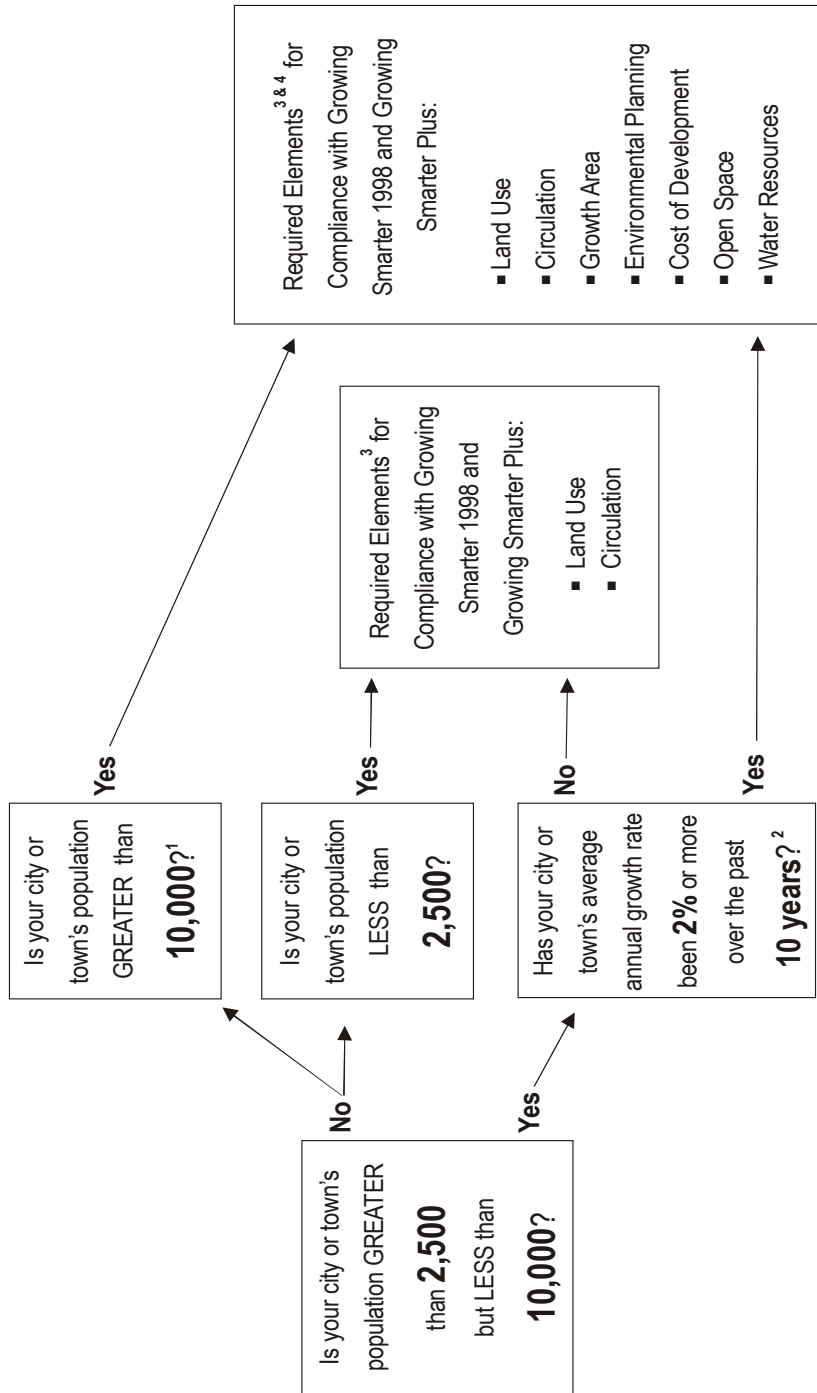 Is your city or town's
population GREATER
than 2,500
but LESS than
10,000?
No
Yes
Is your city or
town's population
GREATER than
10,000?¹
Yes
Is your city or
town's population
LESS than
2,500?
Yes
Has your city or
town's average
annual growth rate
been 2% or more
over the past
10 years?²
No
Yes
Required Elements³ for
Compliance with Growing
Smarter 1998 and
Growing Smarter Plus:
▪ Land Use
▪ Circulation
Required Elements³ & ⁴ for
Compliance with Growing
Smarter 1998 and Growing
Smarter Plus:
▪ Land Use
▪ Circulation
▪ Growth Area
▪ Environmental Planning
▪ Cost of Development
▪ Open Space
▪ Water Resources